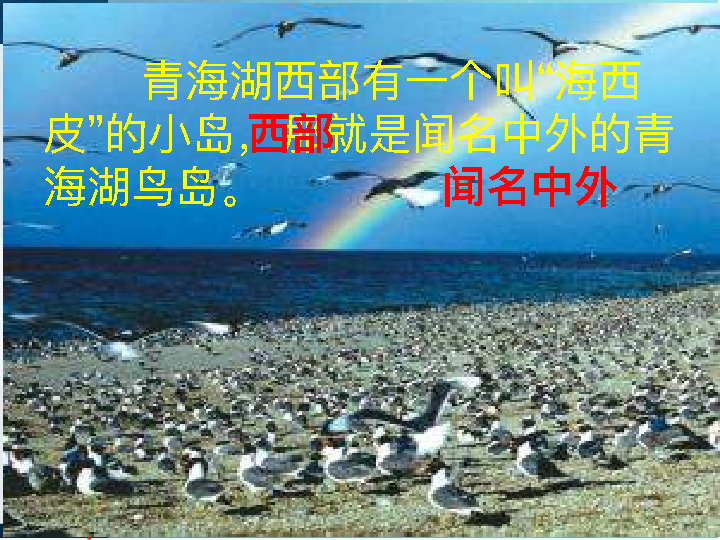 青海湖西部有一个叫“海西
皮”的小岛，那就是闻名中外的青
海湖鸟岛。
西部
闻名中外